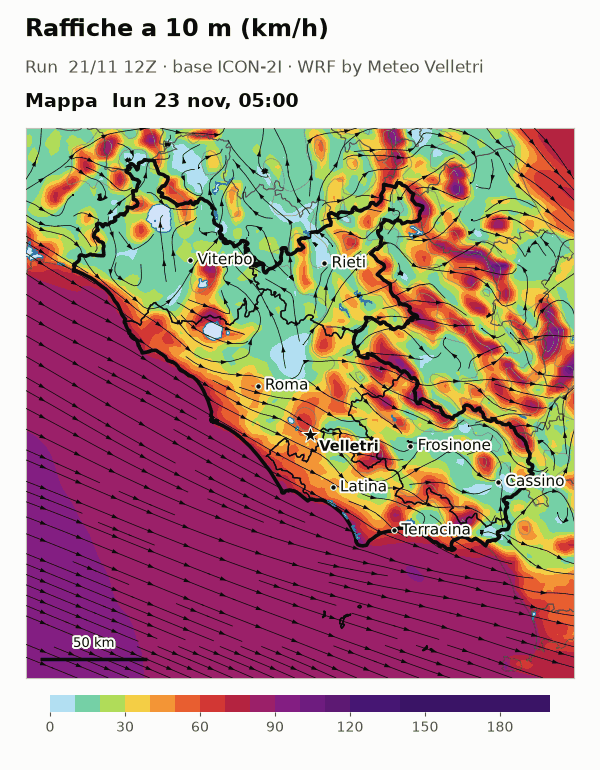 Raffiche a 10 m (km/h)
Run  21/11 12Z · base ICON-2I · WRF by Meteo Velletri
Mappa  lun 23 nov, 05:00
Viterbo
Rieti
Roma
Velletri
Frosinone
Cassino
Latina
Terracina
50 km
0 30 60 90 120 150 180